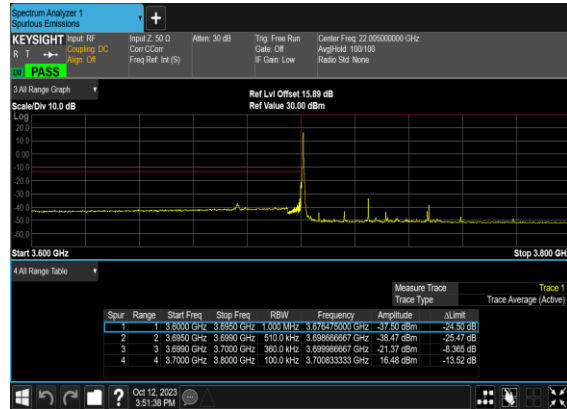 Spectrum Analyzer 1
Spurious Emissions
+
KEYSIGHT Input: RF Input Z: 50 Ω Atten: 30 dB Trig: Free Run Center Freq: 22.005000000 GHz
R T Coupling: DC Corr CCorr Gate: Off Avg|Hold: 100/100
Align: Off Freq Ref: Int (S) IF Gain: Low Radio Std: None
PASS
3 All Range Graph Ref Lvl Offset 15.89 dB
Scale/Div 10.0 dB Ref Value 30.00 dBm
Log
20.0
10.0
0.00
-10.0
-20.0
-30.0
-40.0
-50.0
-60.0
Start 3.600 GHz Stop 3.800 GHz
4 All Range Table
Measure Trace Trace 1
Trace Type Trace Average (Active)
Spur Range Start Freq Stop Freq RBW Frequency Amplitude ΔLimit
1 1 3.6000 GHz 3.6950 GHz 1.000 MHz 3.676475000 GHz -37.50 dBm -24.50 dB
2 2 3.6950 GHz 3.6990 GHz 510.0 kHz 3.698666667 GHz -38.47 dBm -25.47 dB
3 3 3.6990 GHz 3.7000 GHz 360.0 kHz 3.699986667 GHz -21.37 dBm -8.365 dB
4 4 3.7000 GHz 3.8000 GHz 100.0 kHz 3.700833333 GHz 16.48 dBm -13.52 dB
? Oct 12, 2023
3:51:38 PM